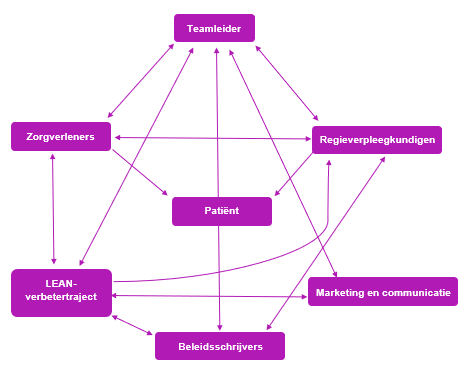 Teamleider
Zorgverleners
Regieverpleegkundigen
Patiënt
LEAN-
verbetertraject
Marketing en communicatie
Beleidsschrijvers